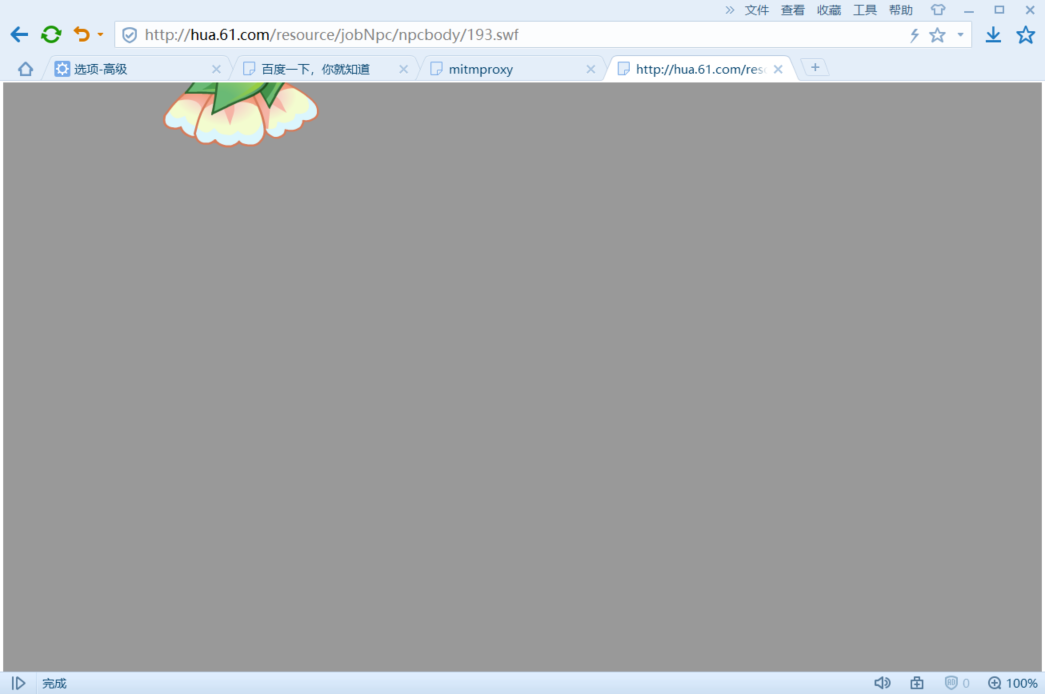 » 文件 查看 收藏 工具 帮助
http://hua.61.com/resource/jobNpc/npcbody/193.swf
选项-高级 百度一下，你就知道 mitmproxy http://hua.61.com/res
完成 0 100%